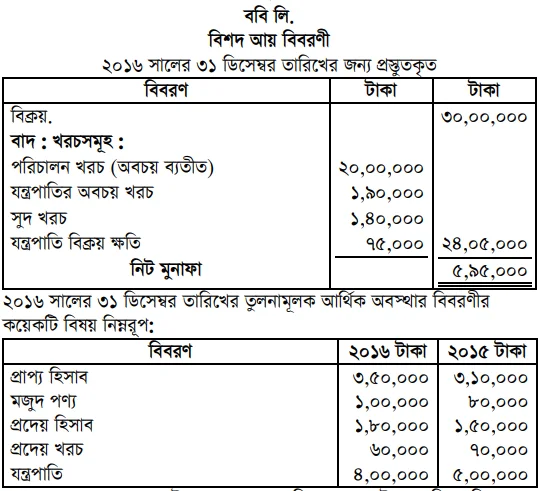 ববি লি.
বিশদ আয় বিবরণী
২০১৬ সালের ৩১ ডিসেম্বর তারিখের জন্য প্রস্তুতকৃত
বিবরণ টাকা টাকা
বিক্রয়. ৩০,০০,০০০
বাদ : খরচসমূহ :
পরিচালন খরচ (অবচয় ব্যতীত) ২০,০০,০০০
যন্ত্রপাতির অবচয় খরচ ১,৯০,০০০
সুদ খরচ ১,৪০,০০০
যন্ত্রপাতি বিক্রয় ক্ষতি ৭৫,০০০ ২৪,০৫,০০০
নিট মুনাফা ৫,৯৫,০০০
২০১৬ সালের ৩১ ডিসেম্বর তারিখের তুলনামূলক আর্থিক অবস্থার বিবরণীর
কয়েকটি বিষয় নিম্নরূপ:
বিবরণ ২০১৬ টাকা ২০১৫ টাকা
প্রাপ্য হিসাব ৩,৫০,০০০ ৩,১০,০০০
মজুদ পণ্য ১,০০,০০০ ৮০,০০০
প্রদেয় হিসাব ১,৮০,০০০ ১,৫০,০০০
প্রদেয় খরচ ৬০,০০০ ৭০,০০০
যন্ত্রপাতি ৪,০০,০০০ ৫,০০,০০০